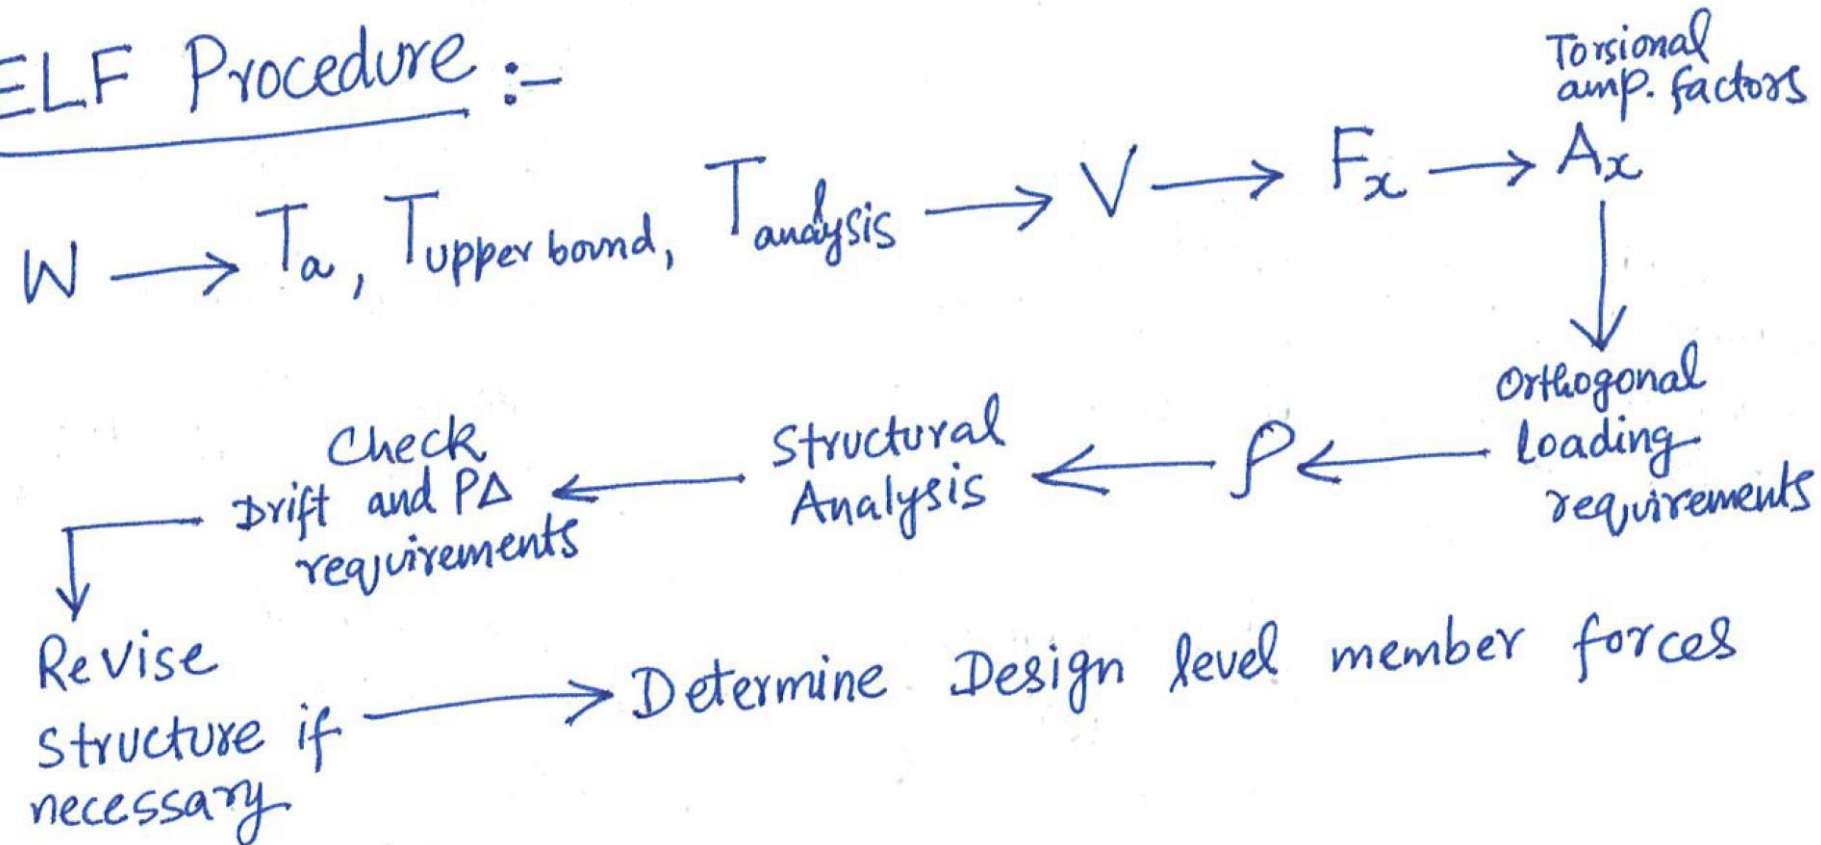 ELF Procedure :-
W → Ta, Tupper bound, Tanalysis → V → Fx → Ax
Torsional
amp. factors
Orthogonal
Loading
requirements
ρ
Structural
Analysis
Check
Drift and PΔ
requirements
Revise
structure if
necessary
Determine Design level member forces